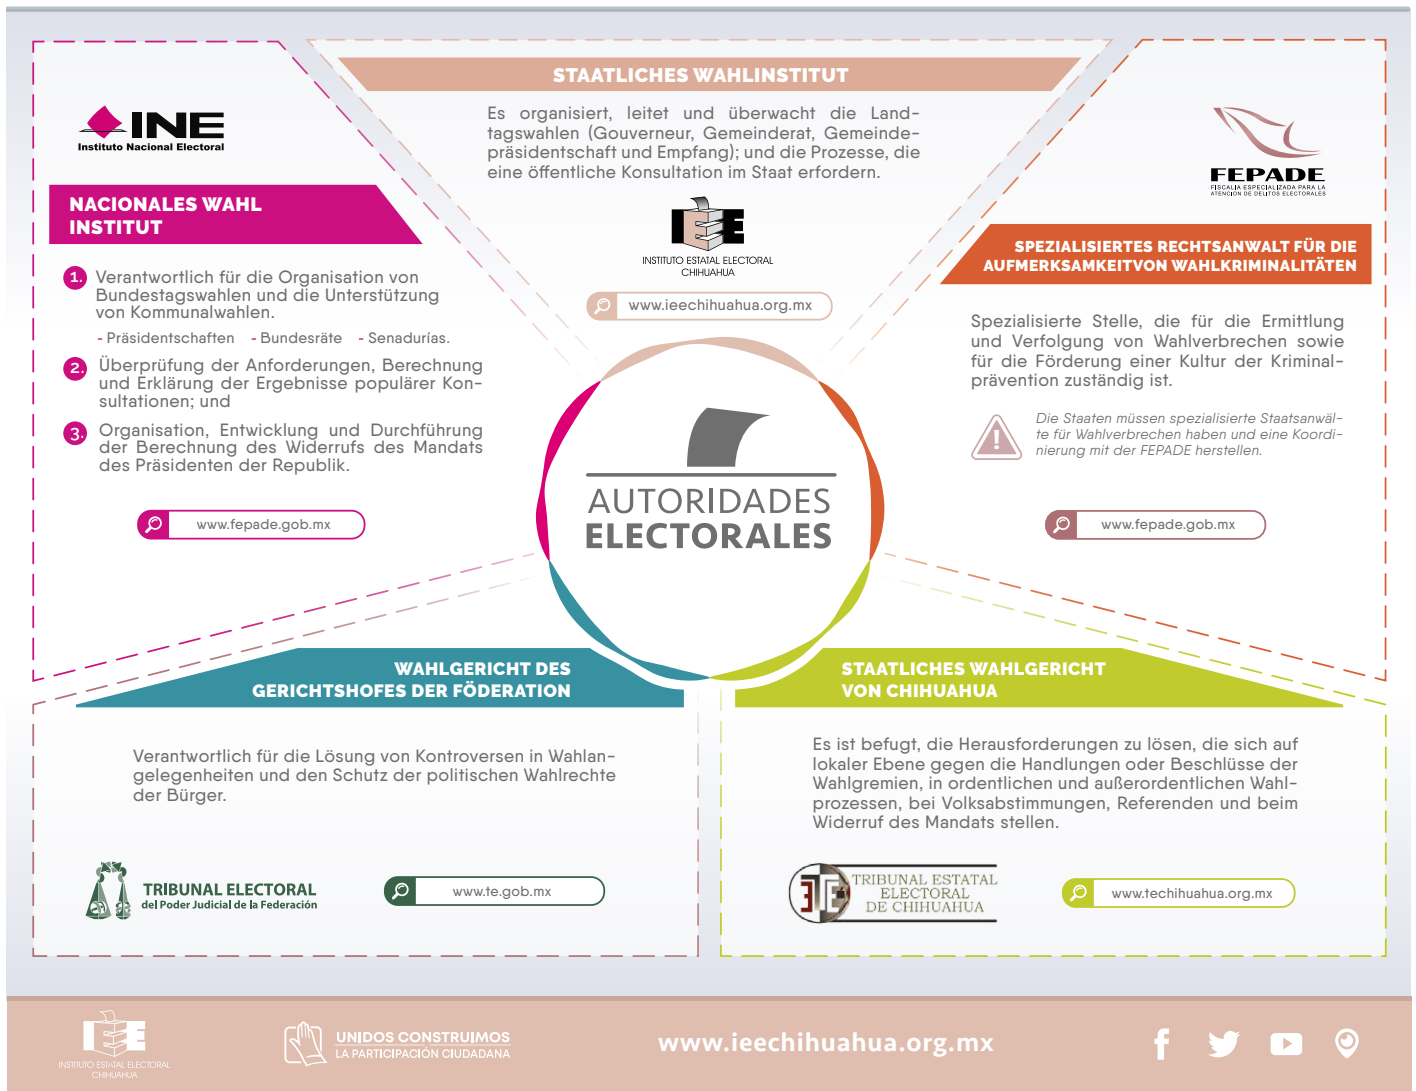 INE
Instituto Nacional Electoral
NACIONALES WAHL
INSTITUT
1. Verantwortlich für die Organisation von
Bundestagswahlen und die Unterstützung
von Kommunalwahlen.
- Präsidentschaften - Bundesräte - Senadurías.
2. Überprüfung der Anforderungen, Berechnung
und Erklärung der Ergebnisse populärer Kon-
sultationen; und
3. Organisation, Entwicklung und Durchführung
der Berechnung des Widerrufs des Mandats
des Präsidenten der Republik.
www.fepade.gob.mx
STAATLICHES WAHLINSTITUT
Es organisiert, leitet und überwacht die Land-
tagswahlen (Gouverneur, Gemeinderat, Gemeinde-
präsidentschaft und Empfang); und die Prozesse, die
eine öffentliche Konsultation im Staat erfordern.
IEE
INSTITUTO ESTATAL ELECTORAL
CHIHUAHUA
www.ieechihuahua.org.mx
FEPADE
FISCALÍA ESPECIALIZADA PARA LA
ATENCIÓN DE DELITOS ELECTORALES
SPEZIALISIERTES RECHTSANWALT FÜR DIE
AUFMERKSAMKEITVON WAHLKRIMINALITÄTEN
Spezialisierte Stelle, die für die Ermittlung
und Verfolgung von Wahlverbrechen sowie
für die Förderung einer Kultur der Kriminal-
prävention zuständig ist.
Die Staaten müssen spezialisierte Staatsanwäl-
te für Wahlverbrechen haben und eine Koordi-
nierung mit der FEPADE herstellen.
www.fepade.gob.mx
AUTORIDADES
ELECTORALES
WAHLGERICHT DES
GERICHTSHOFES DER FÖDERATION
Verantwortlich für die Lösung von Kontroversen in Wahlan-
gelegenheiten und den Schutz der politischen Wahlrechte
der Bürger.
TRIBUNAL ELECTORAL
del Poder Judicial de la Federación
www.te.gob.mx
STAATLICHES WAHLGERICHT
VON CHIHUAHUA
Es ist befugt, die Herausforderungen zu lösen, die sich auf
lokaler Ebene gegen die Handlungen oder Beschlüsse der
Wahlgremien, in ordentlichen und außerordentlichen Wahl-
prozessen, bei Volksabstimmungen, Referenden und beim
Widerruf des Mandats stellen.
ETE
TRIBUNAL ESTATAL
ELECTORAL
DE CHIHUAHUA
www.techihuahua.org.mx
IEE
INSTITUTO ESTATAL ELECTORAL
CHIHUAHUA
UNIDOS CONSTRUIMOS
LA PARTICIPACIÓN CIUDADANA
www.ieechihuahua.org.mx